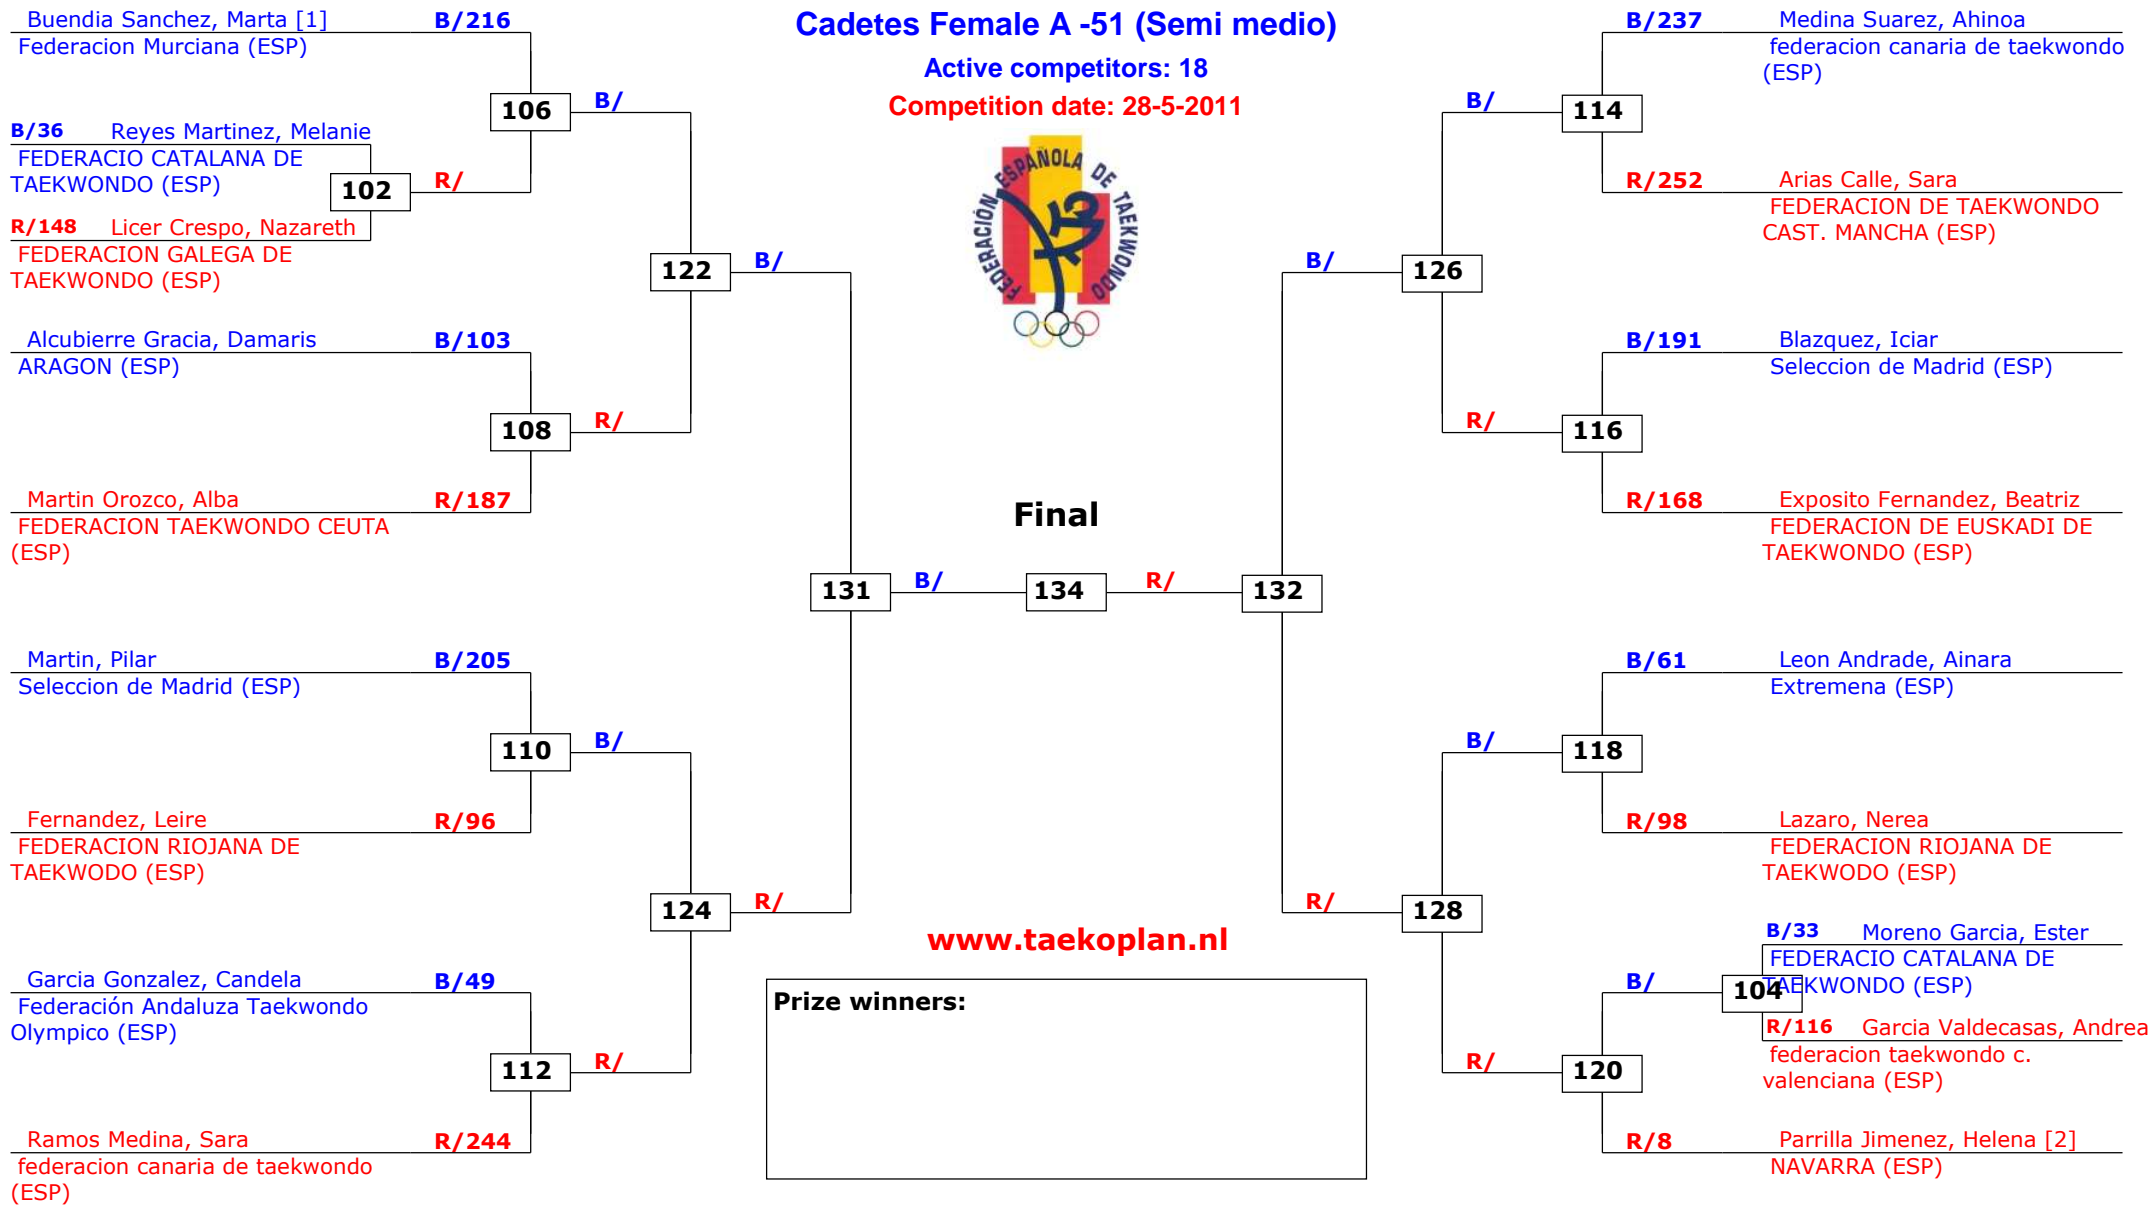 Cadetes Female A -51 (Semi medio)
Active competitors: 18
Competition date: 28-5-2011
FEDERACIÓN ESPAÑOLA DE TAEKWONDO
Buendia Sanchez, Marta [1] B/216
Federacion Murciana (ESP)
106
B/
B/36 Reyes Martinez, Melanie
FEDERACIO CATALANA DE
TAEKWONDO (ESP)
102
R/
R/148 Licer Crespo, Nazareth
FEDERACION GALEGA DE
TAEKWONDO (ESP)
122
B/
Alcubierre Gracia, Damaris B/103
ARAGON (ESP)
108
R/
Martin Orozco, Alba R/187
FEDERACION TAEKWONDO CEUTA
(ESP)
Final
131
B/
134
R/
132
Martin, Pilar B/205
Seleccion de Madrid (ESP)
110
B/
Fernandez, Leire R/96
FEDERACION RIOJANA DE
TAEKWODO (ESP)
124
R/
Garcia Gonzalez, Candela B/49
Federación Andaluza Taekwondo
Olympico (ESP)
112
R/
Ramos Medina, Sara R/244
federacion canaria de taekwondo
(ESP)
B/237 Medina Suarez, Ahinoa
federacion canaria de taekwondo
(ESP)
B/
114
R/252 Arias Calle, Sara
FEDERACION DE TAEKWONDO
CAST. MANCHA (ESP)
B/
126
B/191 Blazquez, Iciar
Seleccion de Madrid (ESP)
R/
116
R/168 Exposito Fernandez, Beatriz
FEDERACION DE EUSKADI DE
TAEKWONDO (ESP)
B/61 Leon Andrade, Ainara
Extremena (ESP)
B/
118
R/98 Lazaro, Nerea
FEDERACION RIOJANA DE
TAEKWODO (ESP)
R/
128
B/33 Moreno Garcia, Ester
FEDERACIO CATALANA DE
TAEKWONDO (ESP)
B/
104
R/116 Garcia Valdecasas, Andrea
federacion taekwondo c.
valenciana (ESP)
R/
120
R/8 Parrilla Jimenez, Helena [2]
NAVARRA (ESP)
www.taekoplan.nl
Prize winners: